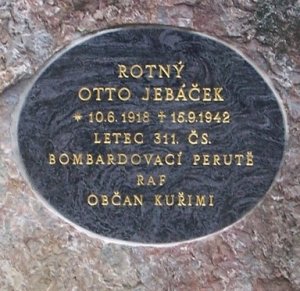 ROTNÝ
OTTO JEBÁČEK
* 10.6.1918 † 15.9.1942
LETEC 311. ČS.
BOMBARDOVACÍ PERUTĚ
RAF
OBČAN KUŘIMI